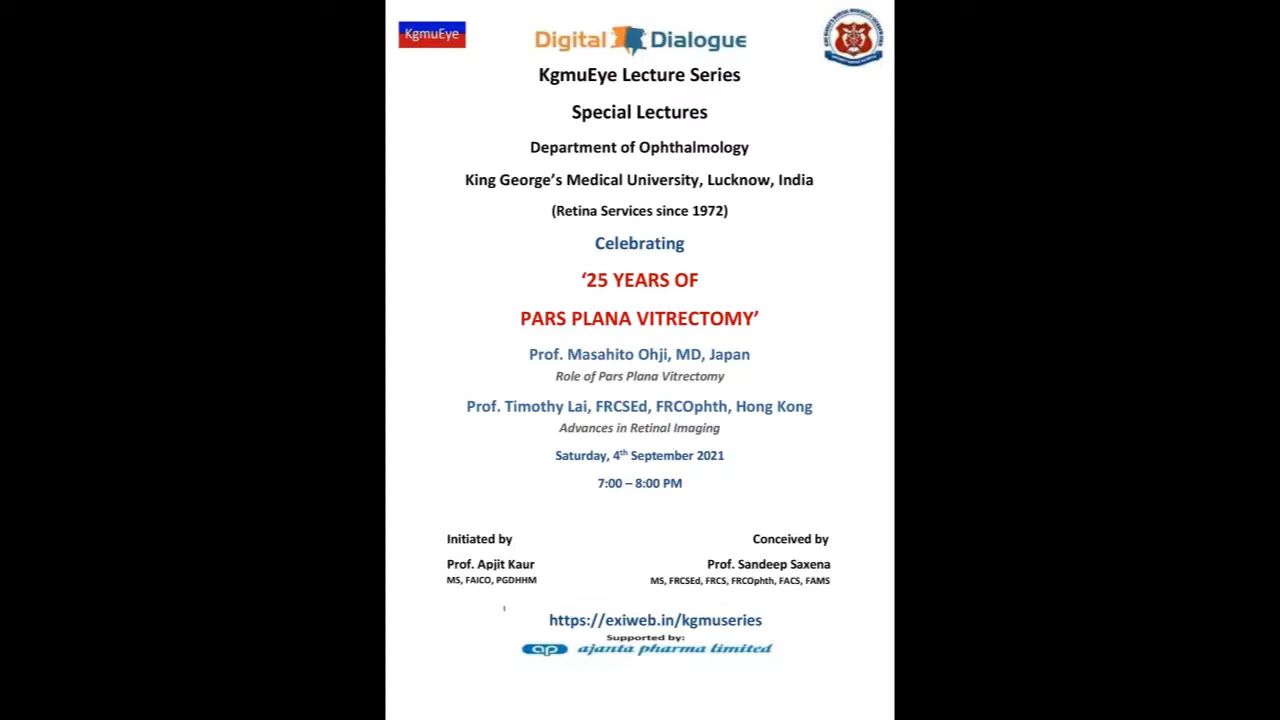 KgmuEye
Digital Dialogue
KgmuEye Lecture Series
Special Lectures
Department of Ophthalmology
King George’s Medical University, Lucknow, India
(Retina Services since 1972)
Celebrating
‘25 YEARS OF
PARS PLANA VITRECTOMY’
Prof. Masahito Ohji, MD, Japan
Role of Pars Plana Vitrectomy
Prof. Timothy Lai, FRCSEd, FRCOphth, Hong Kong
Advances in Retinal Imaging
Saturday, 4th September 2021
7:00 – 8:00 PM
Initiated by
Prof. Apjit Kaur
MS, FAICO, PGDHHM
Conceived by
Prof. Sandeep Saxena
MS, FRCSEd, FRCS, FRCOphth, FACS, FAMS
https://exiweb.in/kgmuseries
Supported by:
ap ajanta pharma limited